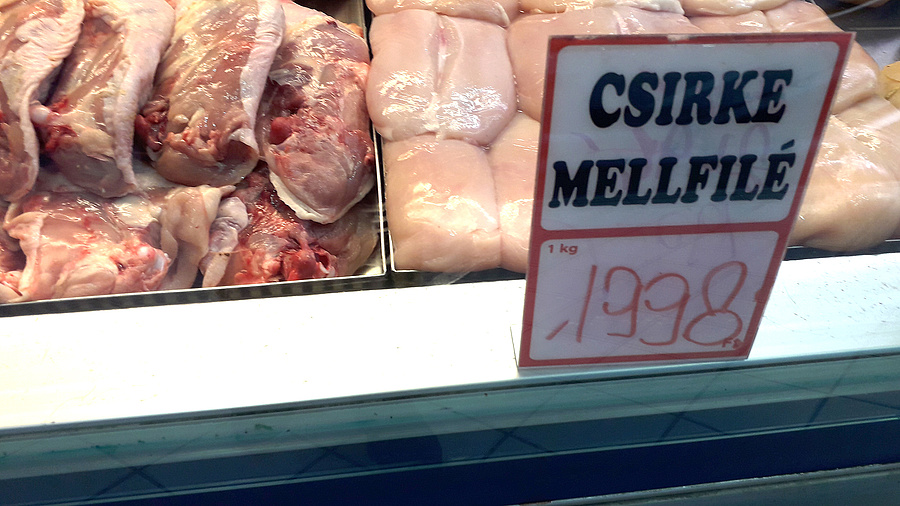 CSIRKE
MELLFILÉ
1 kg
1998
Ft